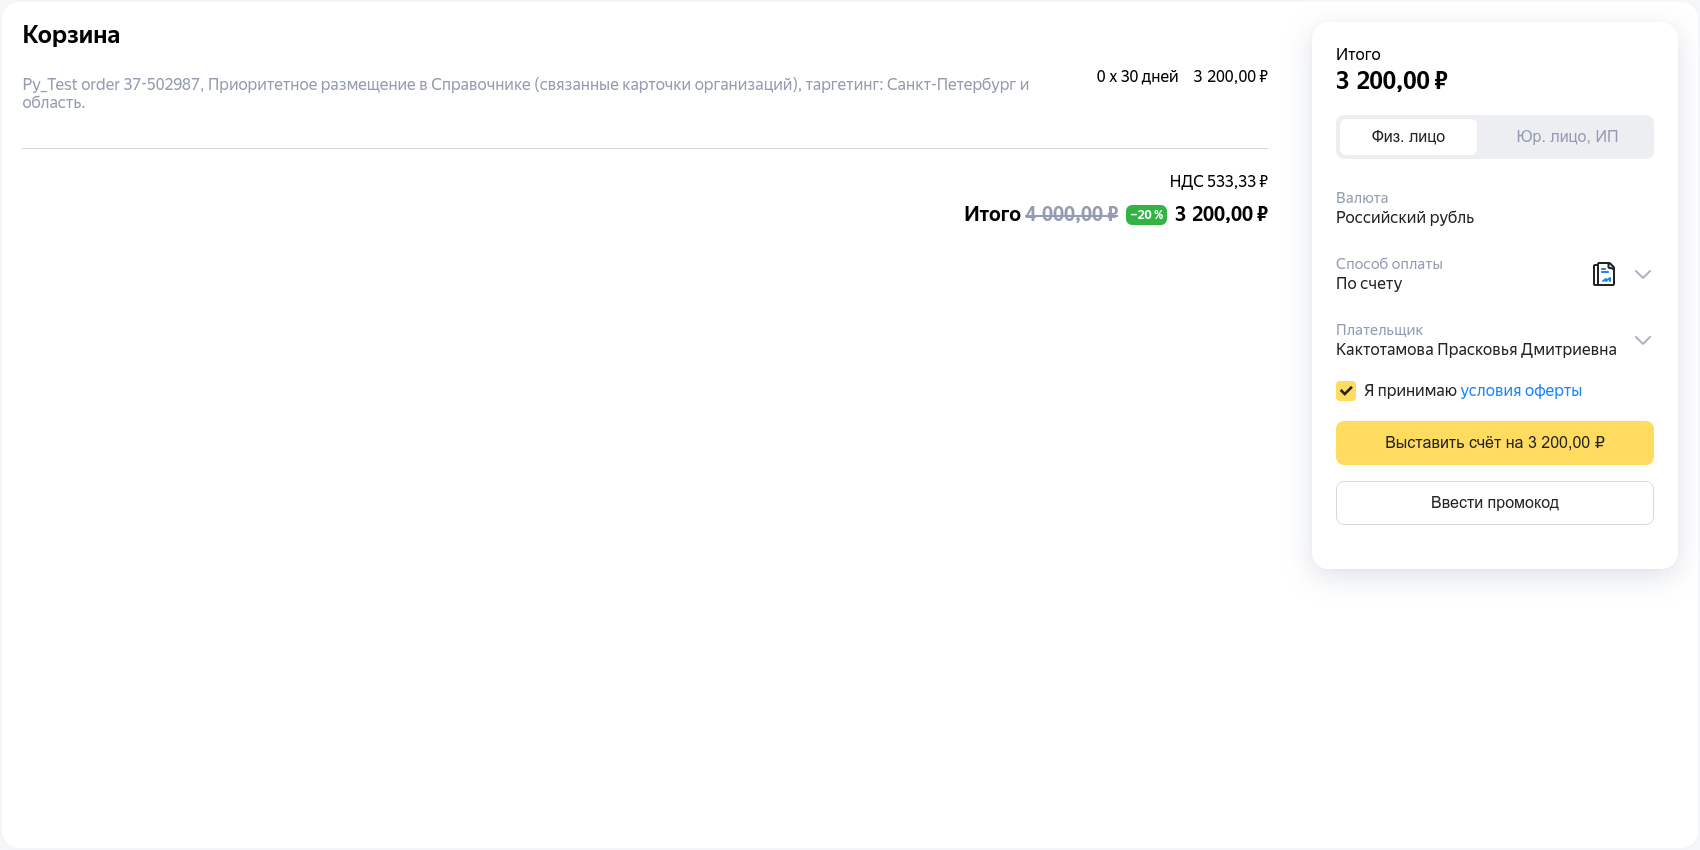 Корзина
Py_Test order 37-502987, Приоритетное размещение в Справочнике (связанные карточки организаций), таргетинг: Санкт-Петербург и
область.
0 x 30 дней 3 200,00 ₽
НДС 533,33 ₽
Итого 4 000,00 ₽ −20 % 3 200,00 ₽
Итого
3 200,00 ₽
Физ. лицо Юр. лицо, ИП
Валюта
Российский рубль
Способ оплаты
По счету
Плательщик
Кактотамова Прасковья Дмитриевна
Я принимаю условия оферты
Выставить счёт на 3 200,00 ₽
Ввести промокод